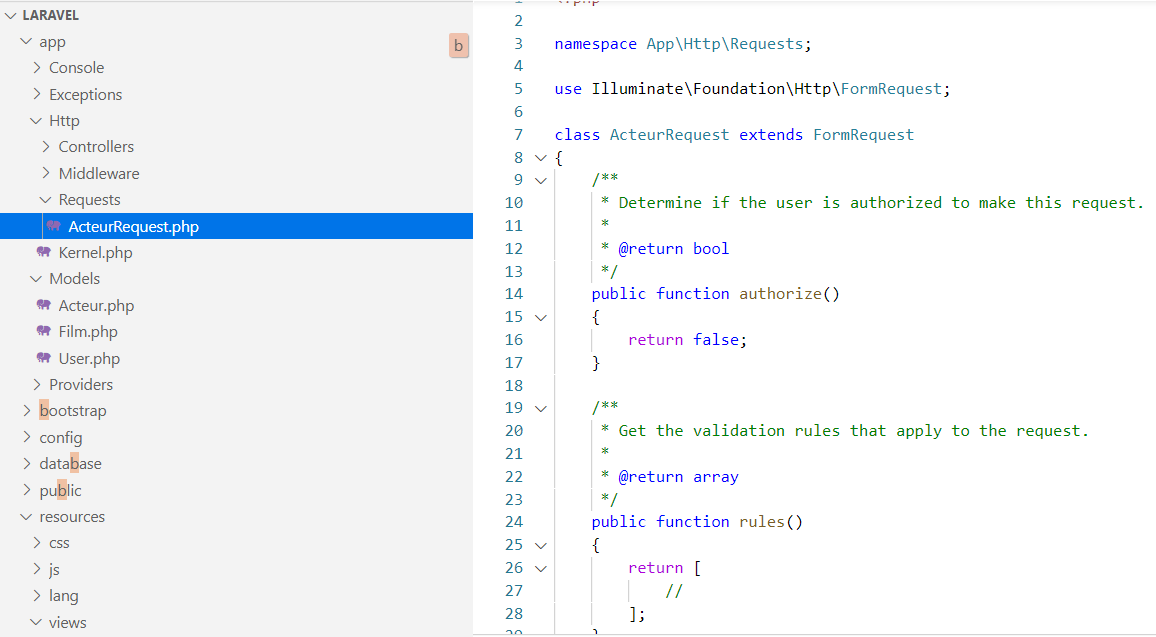 LARAVEL
app
b
Console
Exceptions
Http
Controllers
Middleware
Requests
ActeurRequest.php
Kernel.php
Models
Acteur.php
Film.php
User.php
Providers
bootstrap
config
database
public
resources
css
js
lang
views
1 <?php
2
3 namespace App\Http\Requests;
4
5 use Illuminate\Foundation\Http\FormRequest;
6
7 class ActeurRequest extends FormRequest
8 {
9 /**
10 * Determine if the user is authorized to make this request.
11 *
12 * @return bool
13 */
14 public function authorize()
15 {
16 return false;
17 }
18
19 /**
20 * Get the validation rules that apply to the request.
21 *
22 * @return array
23 */
24 public function rules()
25 {
26 return [
27 //
28 ];
29 }